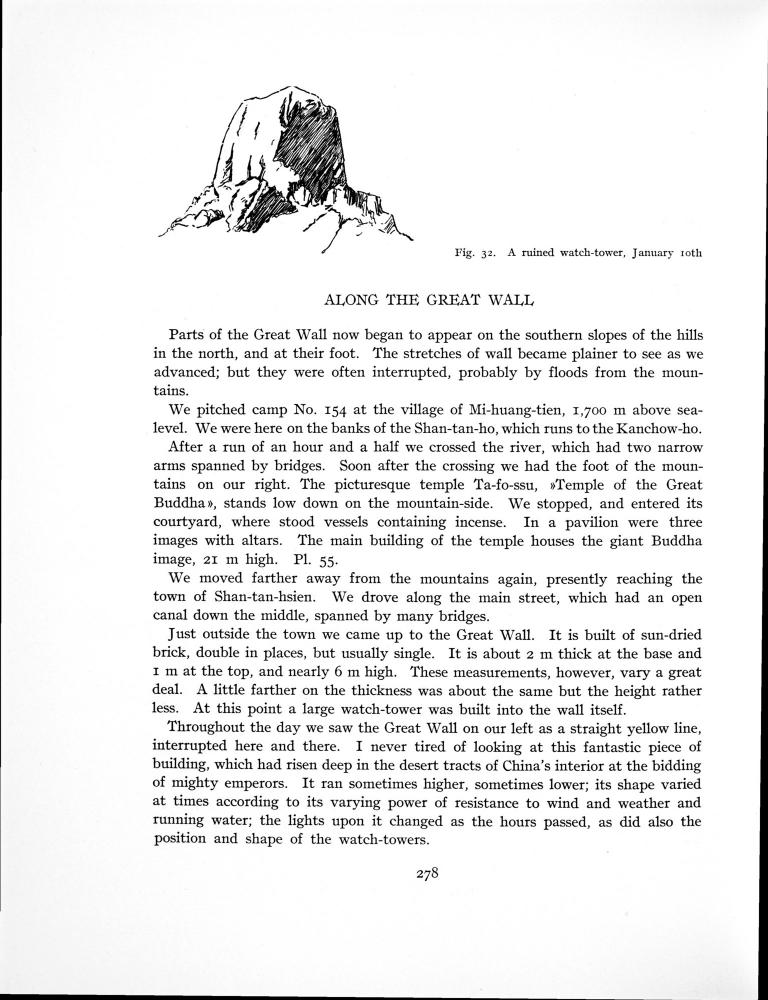 Fig. 32. A ruined watch-tower, January 10th
ALONG THE GREAT WALL
Parts of the Great Wall now began to appear on the southern slopes of the hills
in the north, and at their foot. The stretches of wall became plainer to see as we
advanced; but they were often interrupted, probably by floods from the moun-
tains.
We pitched camp No. 154 at the village of Mi-huang-tien, 1,700 m above sea-
level. We were here on the banks of the Shan-tan-ho, which runs to the Kanchow-ho.
After a run of an hour and a half we crossed the river, which had two narrow
arms spanned by bridges. Soon after the crossing we had the foot of the moun-
tains on our right. The picturesque temple Ta-fo-ssu, »Temple of the Great
Buddha», stands low down on the mountain-side. We stopped, and entered its
courtyard, where stood vessels containing incense. In a pavilion were three
images with altars. The main building of the temple houses the giant Buddha
image, 21 m high. Pl. 55.
We moved farther away from the mountains again, presently reaching the
town of Shan-tan-hsien. We drove along the main street, which had an open
canal down the middle, spanned by many bridges.
Just outside the town we came up to the Great Wall. It is built of sun-dried
brick, double in places, but usually single. It is about 2 m thick at the base and
1 m at the top, and nearly 6 m high. These measurements, however, vary a great
deal. A little farther on the thickness was about the same but the height rather
less. At this point a large watch-tower was built into the wall itself.
Throughout the day we saw the Great Wall on our left as a straight yellow line,
interrupted here and there. I never tired of looking at this fantastic piece of
building, which had risen deep in the desert tracts of China's interior at the bidding
of mighty emperors. It ran sometimes higher, sometimes lower; its shape varied
at times according to its varying power of resistance to wind and weather and
running water; the lights upon it changed as the hours passed, as did also the
position and shape of the watch-towers.
278